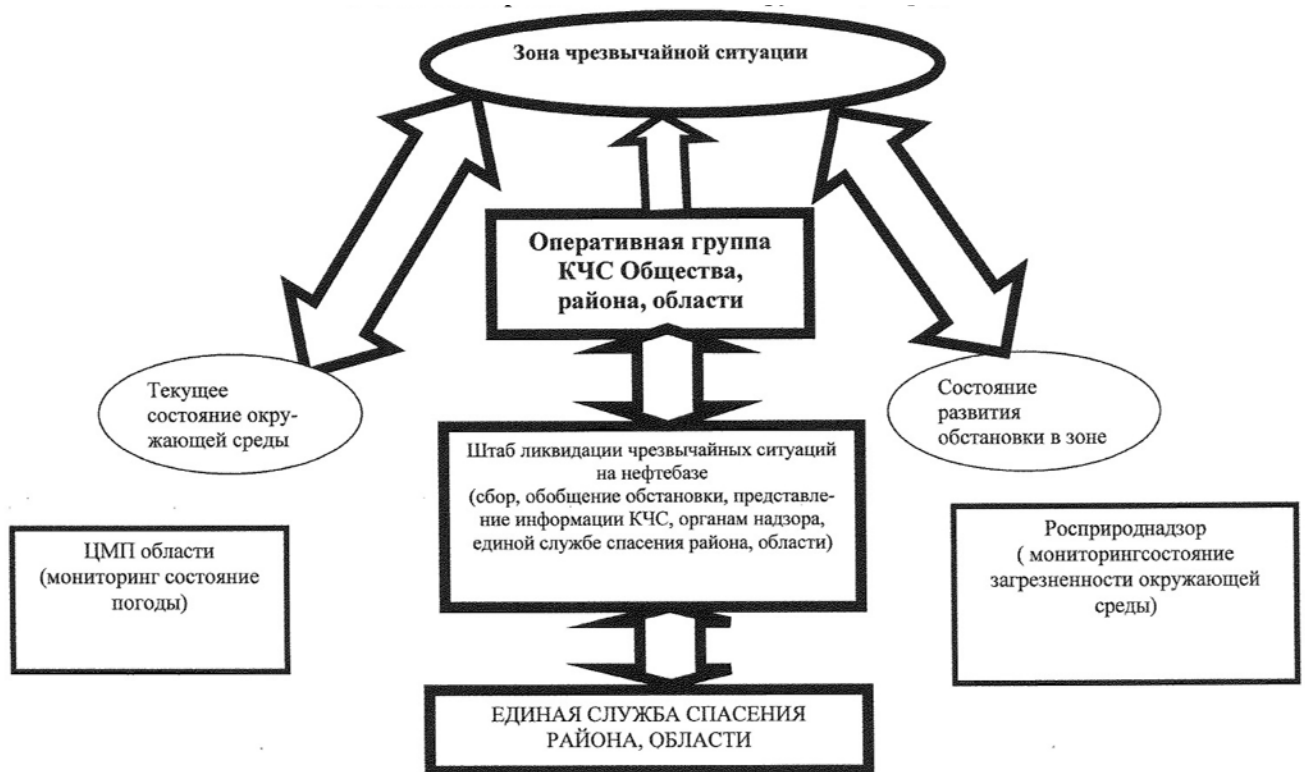 Зона чрезвычайной ситуации
Оперативная группа
КЧС Общества,
района, области
Текущее
состояние окру-
жающей среды
Состояние
развития
обстановки в зоне
Штаб ликвидации чрезвычайных ситуаций
на нефтебазе
(сбор, обобщение обстановки, представле-
ние информации КЧС, органам надзора,
единой службе спасения района, области)
ЦМП области
(мониторинг состояние
погоды)
Росприроднадзор
( мониторингсостояние
загрезненности окружающей
среды)
ЕДИНАЯ СЛУЖБА СПАСЕНИЯ
РАЙОНА, ОБЛАСТИ